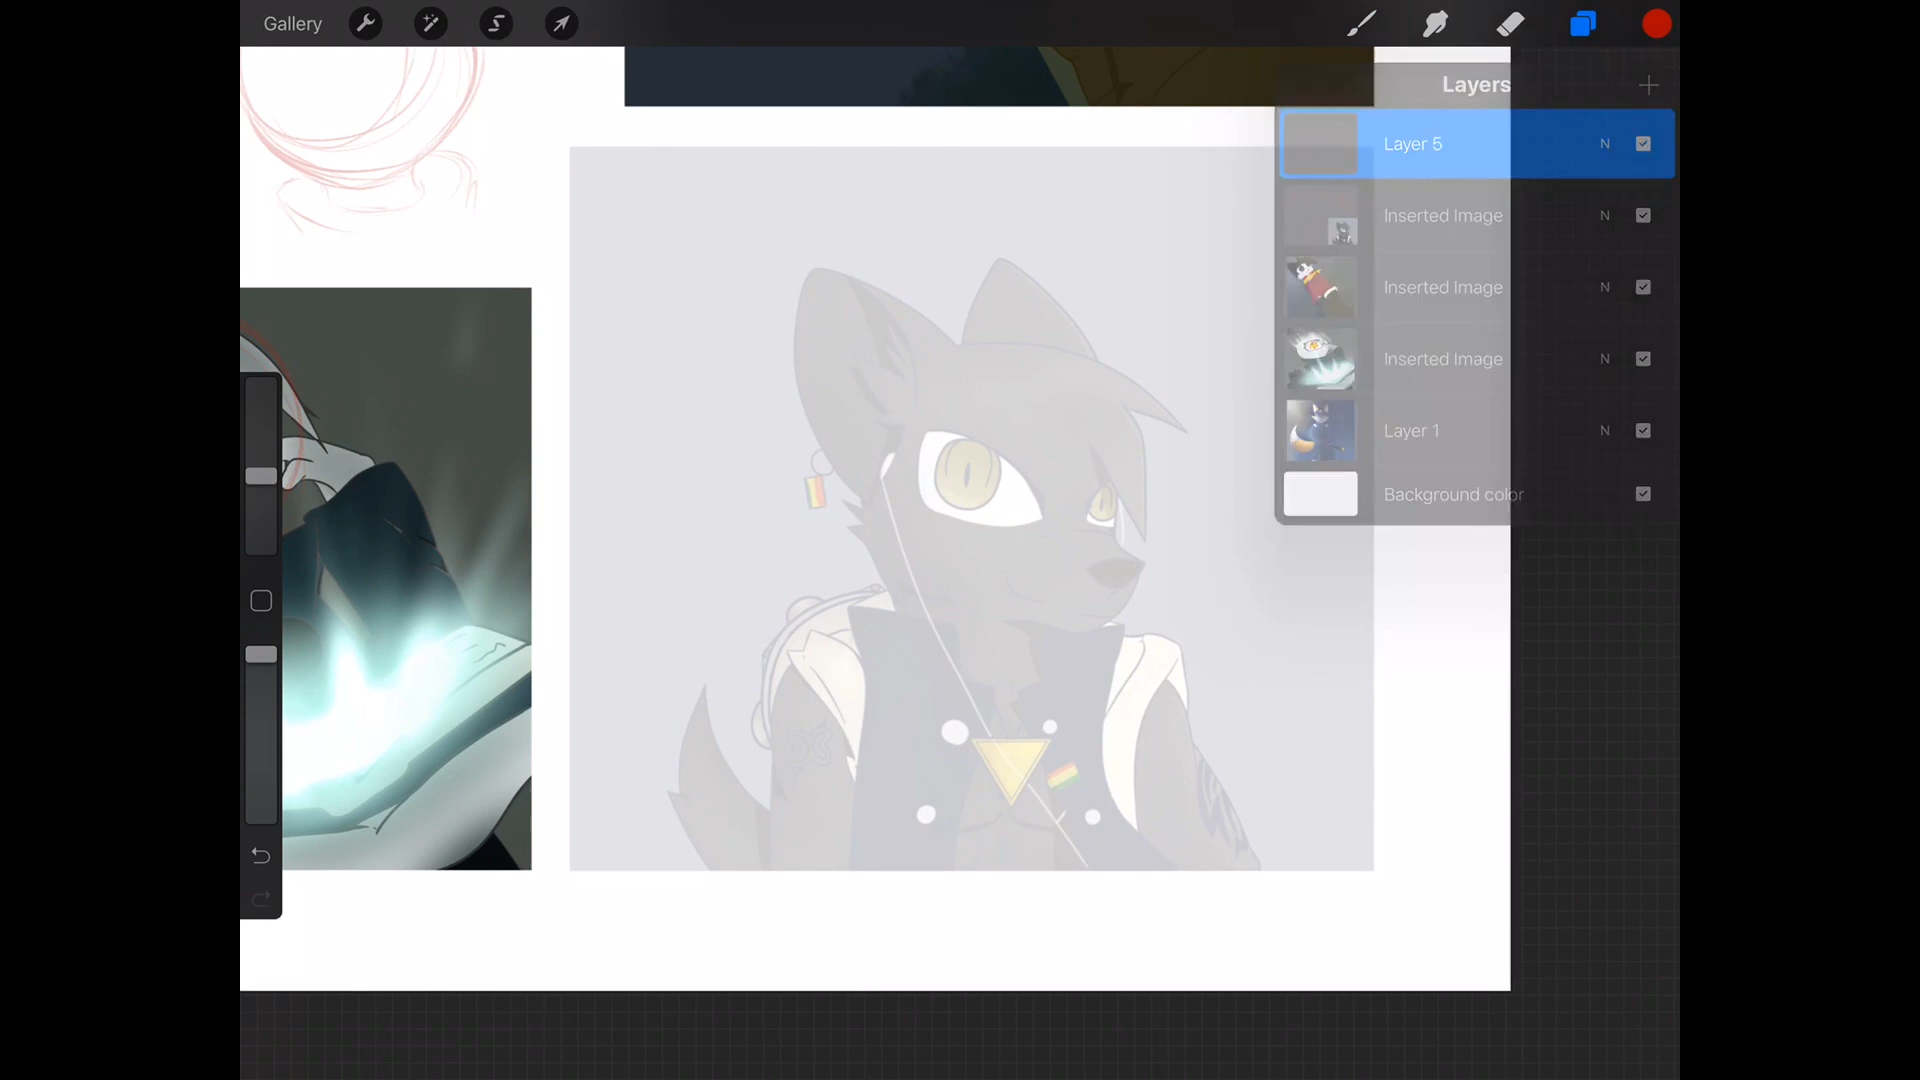 Gallery
Layers
Layer 5 N
Inserted Image N
Inserted Image N
Inserted Image N
Layer 1 N
Background color